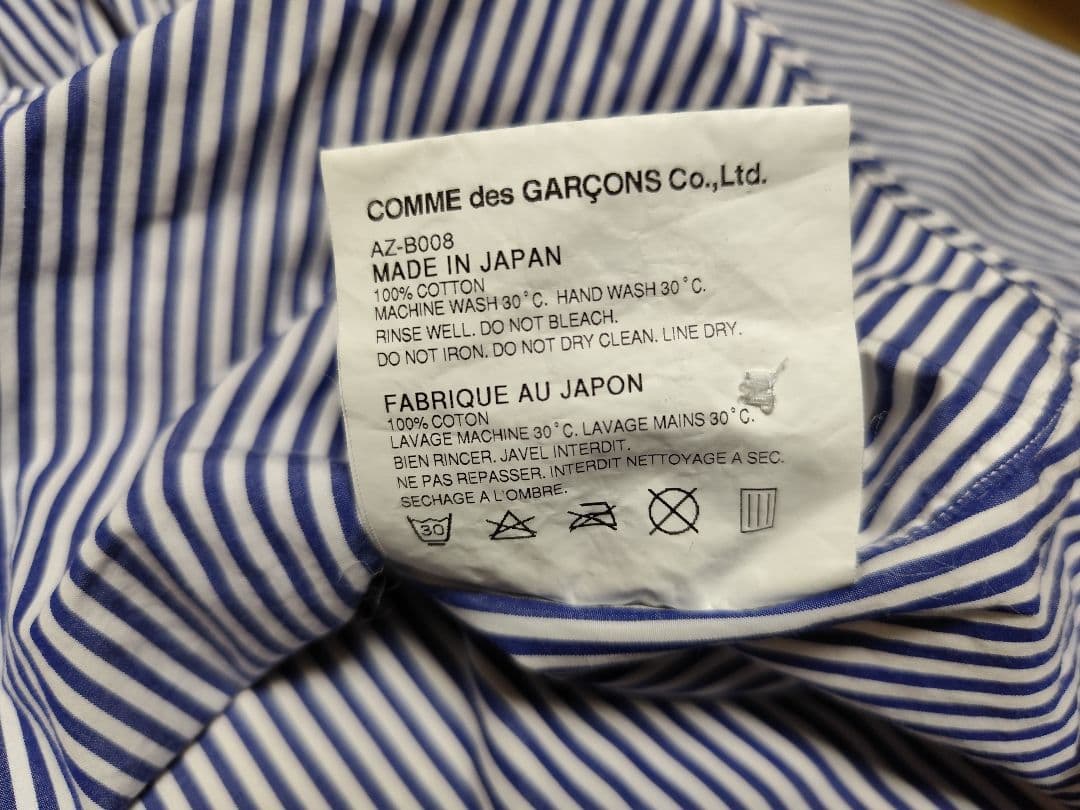 COMME des GARÇONS Co.,Ltd.
AZ-B008
MADE IN JAPAN
100% COTTON
MACHINE WASH 30°C. HAND WASH 30°C.
RINSE WELL. DO NOT BLEACH.
DO NOT IRON. DO NOT DRY CLEAN. LINE DRY.
FABRIQUE AU JAPON
100% COTON
LAVAGE MACHINE 30°C. LAVAGE MAINS 30°C.
BIEN RINCER. JAVEL INTERDIT.
NE PAS REPASSER. INTERDIT NETTOYAGE A SEC.
SECHAGE A L'OMBRE.
30